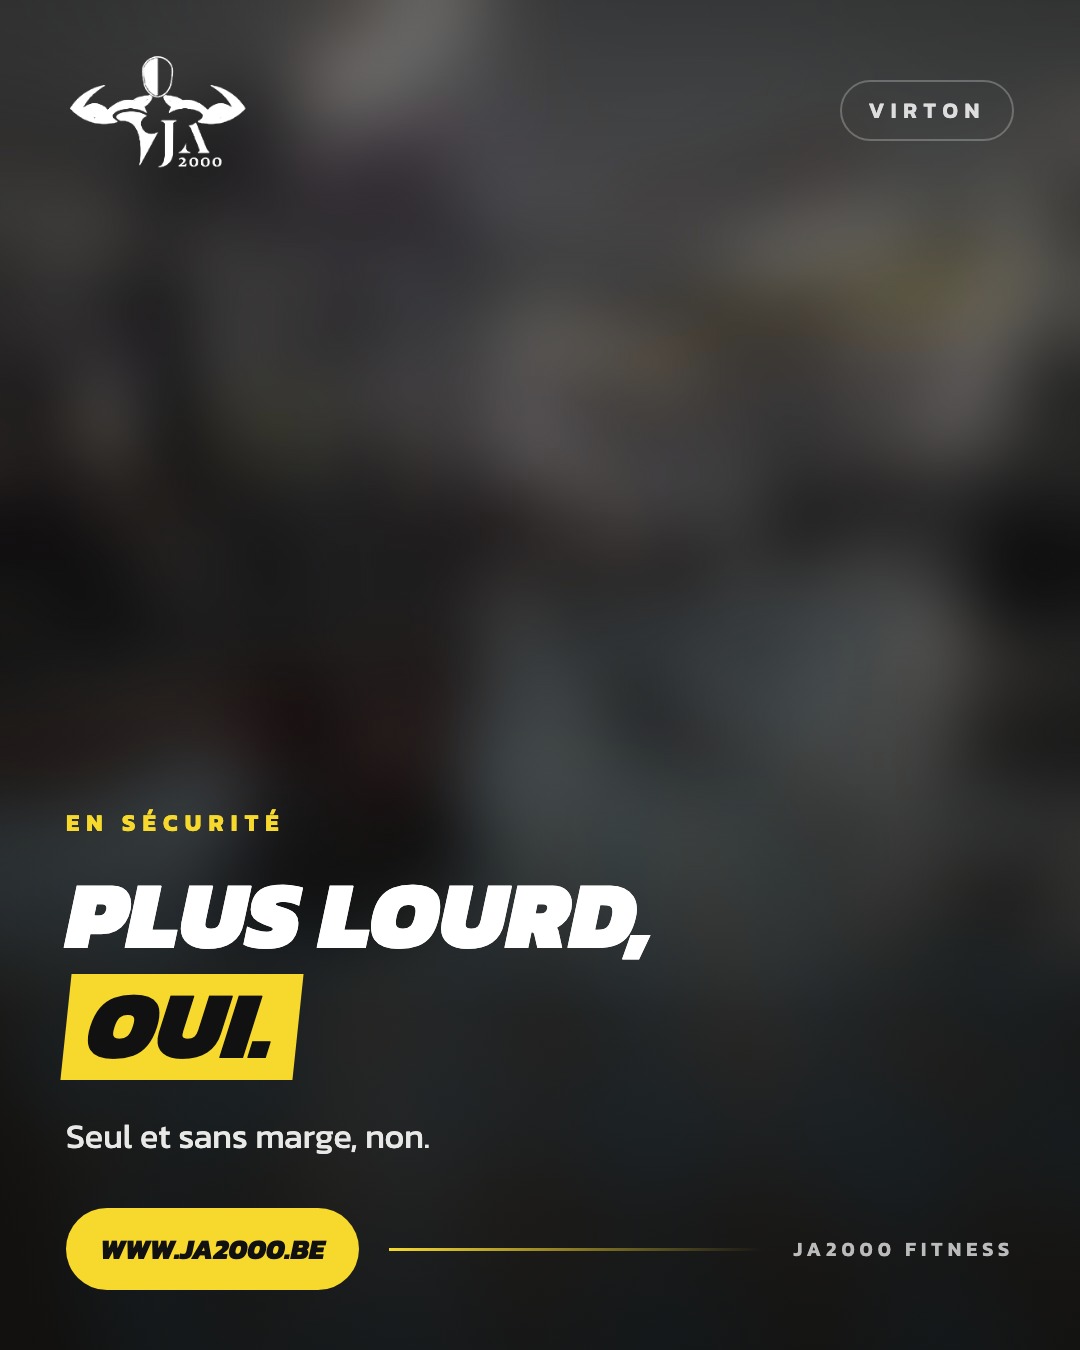 JA
2000
VIRTON
EN SÉCURITÉ
PLUS LOURD,
OUI.
Seul et sans marge, non.
WWW.JA2000.BE
JA2000 FITNESS